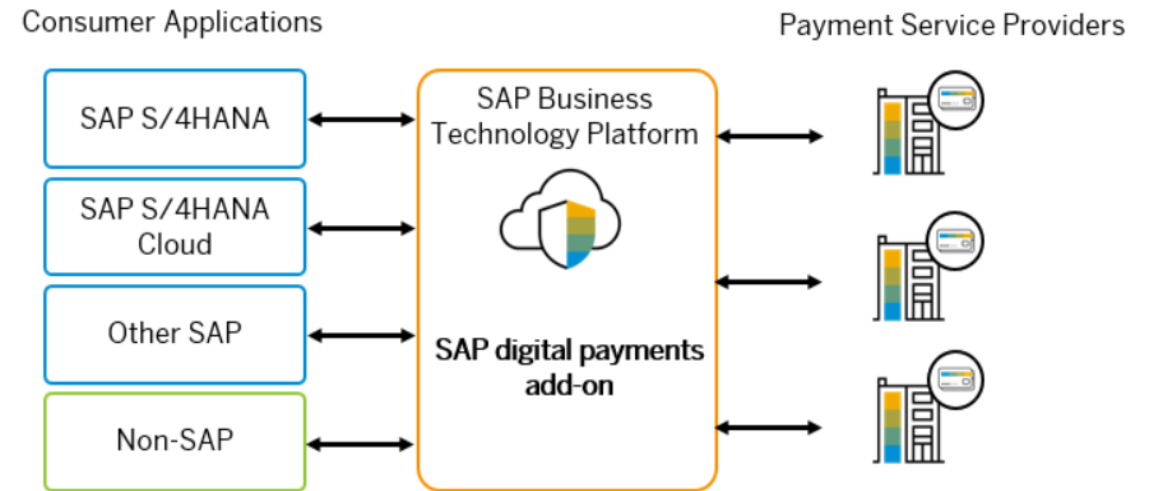 Consumer Applications
Payment Service Providers
SAP S/4HANA
SAP S/4HANA
Cloud
Other SAP
Non-SAP
SAP Business
Technology Platform
SAP digital payments
add-on